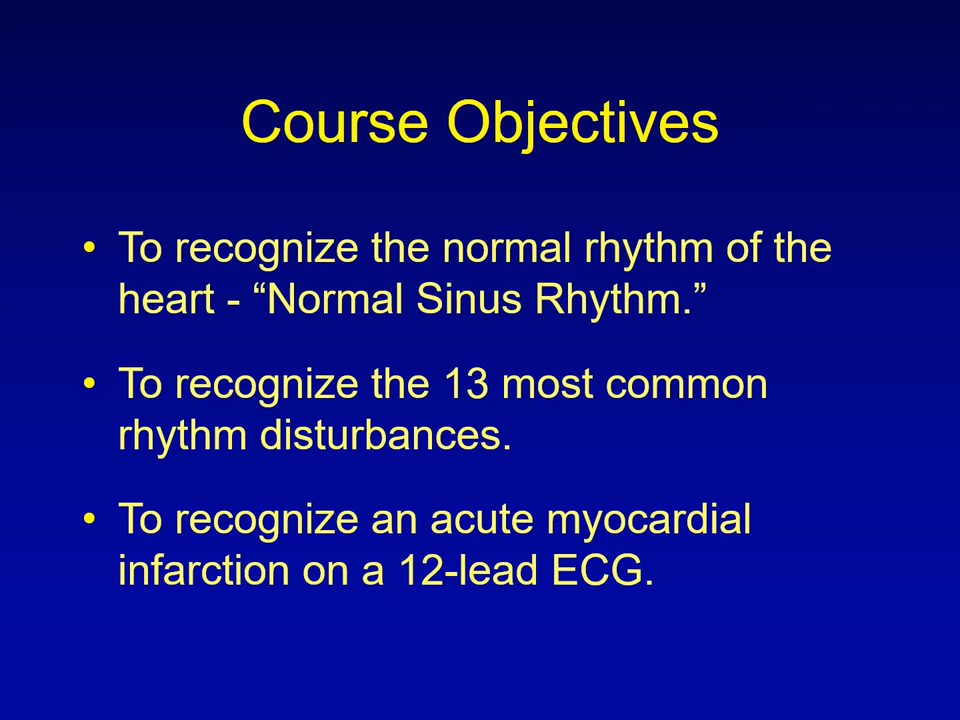 Course Objectives
• To recognize the normal rhythm of the
heart - “Normal Sinus Rhythm.”
• To recognize the 13 most common
rhythm disturbances.
• To recognize an acute myocardial
infarction on a 12-lead ECG.